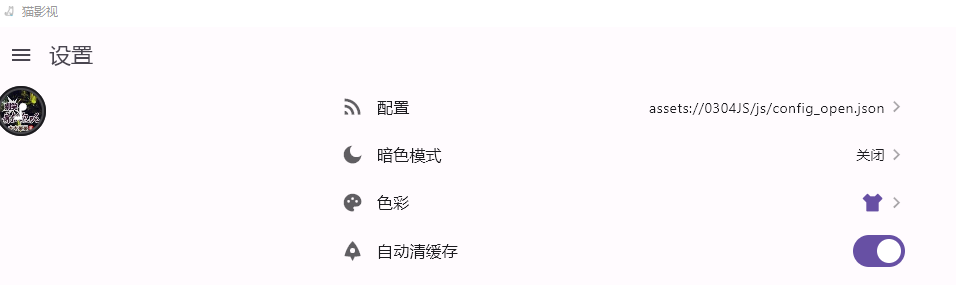 猫影视
设置
配置 assets://0304JS/js/config_open.json
暗色模式 关闭
色彩
自动清缓存